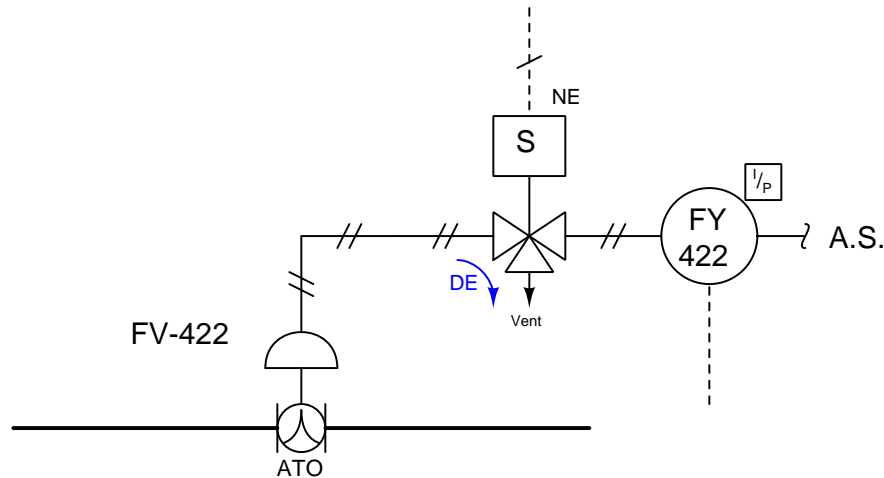 NE
S
I/P
FY
422
A.S.
DE
Vent
FV-422
ATO